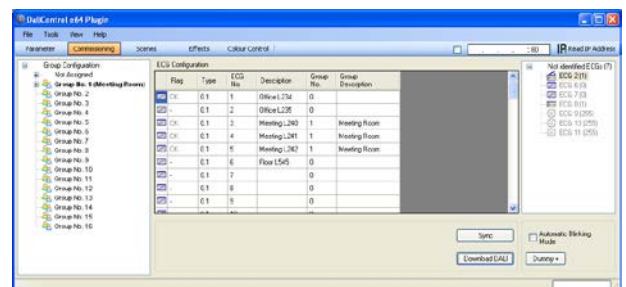 DaliControl e64 Plugin
File Tools View Help
Parameter Commissioning Scenes Effects Colour Control
: 80 IP Read IP Address
Group Configuration
Not Assigned
Group No. 1 (Meeting Room)
Group No. 2
Group No. 3
Group No. 4
Group No. 5
Group No. 6
Group No. 7
Group No. 8
Group No. 9
Group No. 10
Group No. 11
Group No. 12
Group No. 13
Group No. 14
Group No. 15
Group No. 16
ECG Configuration
Flag Type ECG No. Description Group No. Group Description
OK 0.1 1 Office L234 0
- 0.1 2 Office L235 0
OK 0.1 3 Meeting L240 1 Meeting Room
OK 0.1 4 Meeting L241 1 Meeting Room
OK 0.1 5 Meeting L242 1 Meeting Room
- 0.1 6 Floor L545 0
- 0.1 7 0
- 0.1 8 0
- 0.1 9 0
Not identified ECGs (7)
ECG 2 (1)
ECG 6 (0)
ECG 7 (0)
ECG 8 (1)
ECG 9 (255)
ECG 10 (255)
ECG 11 (255)
Sync
Download DALI
Automatic Blinking Mode
Dummy +